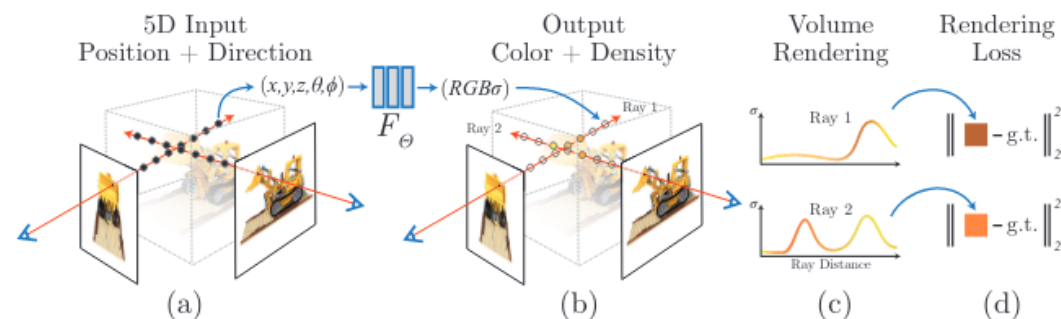 5D Input
Position + Direction
Output
Color + Density
Volume
Rendering
Rendering
Loss
(x,y,z,θ,ϕ)
F_Θ
(RGBσ)
Ray 1
Ray 2
σ
Ray 1
‖ – g.t. ‖₂²
σ
Ray 2
Ray Distance
‖ – g.t. ‖₂²
(a)
(b)
(c)
(d)